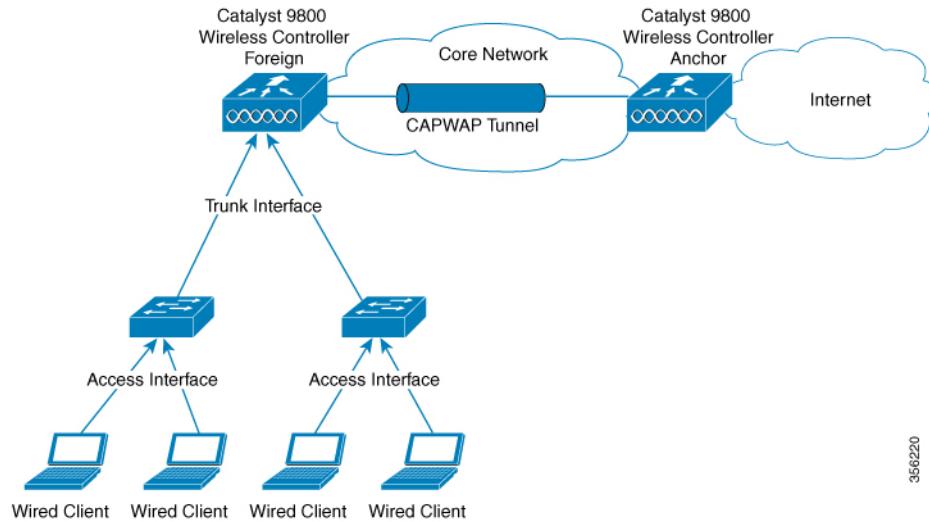 Catalyst 9800
Wireless Controller
Foreign
Catalyst 9800
Wireless Controller
Anchor
Core Network
Internet
CAPWAP Tunnel
Trunk Interface
Access Interface
Access Interface
Wired Client
Wired Client
Wired Client
Wired Client
356220